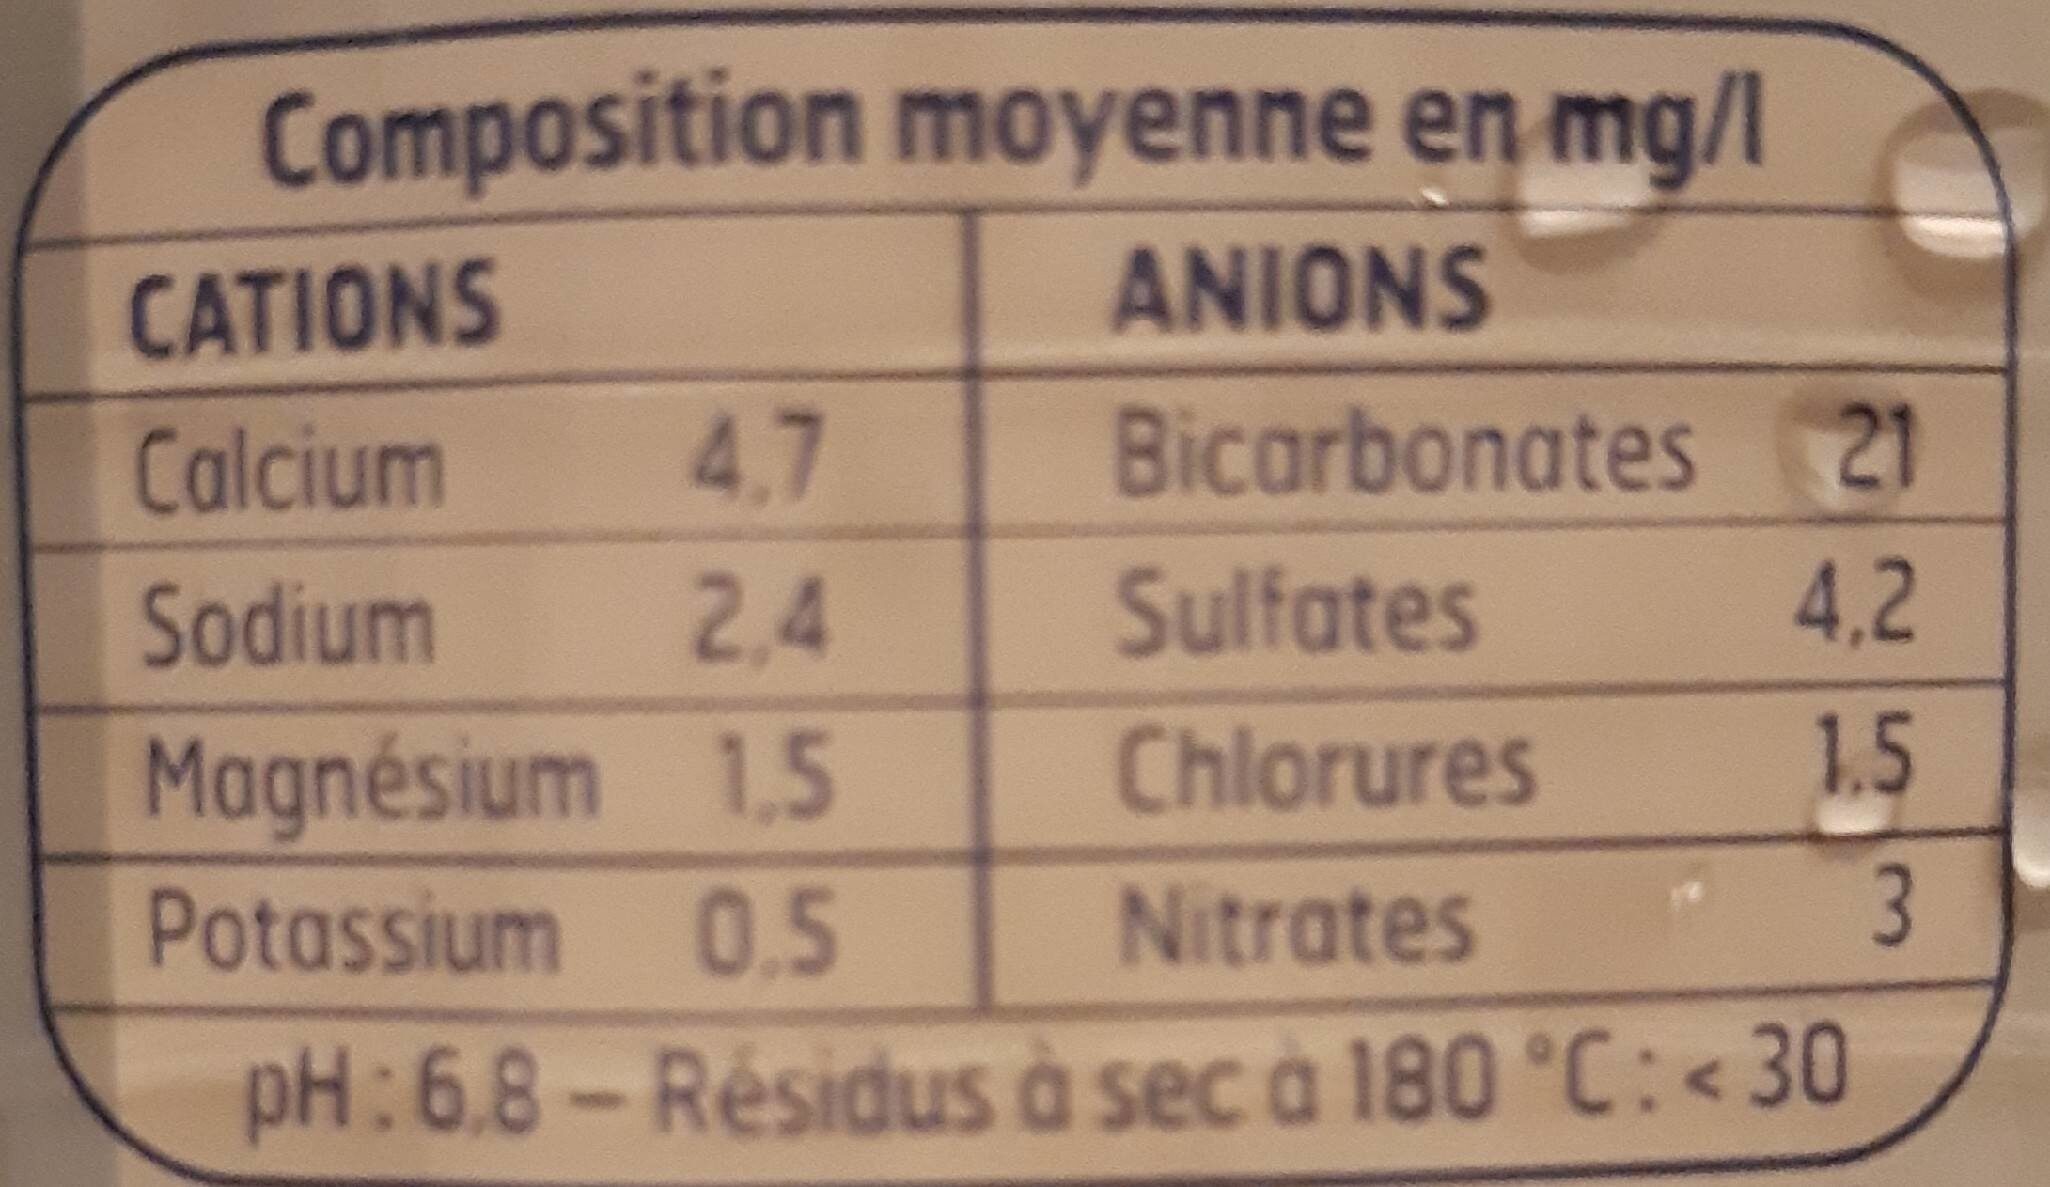 Composition moyenne en mg/l
CATIONS ANIONS
Calcium 4,7 Bicarbonates 21
Sodium 2,4 Sulfates 4,2
Magnésium 1,5 Chlorures 1,5
Potassium 0,5 Nitrates 3
pH : 6,8 – Résidus à sec à 180 °C : < 30